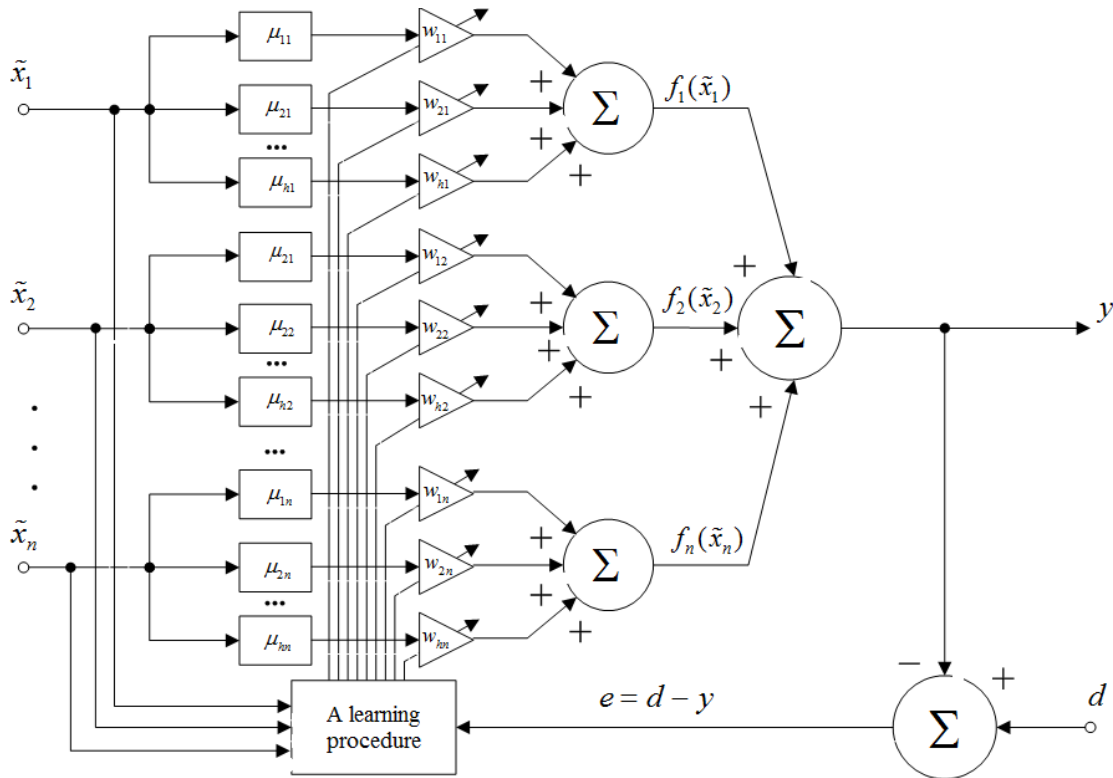 x̃₁
μ₁₁
w₁₁
μ₂₁
w₂₁
...
μₕ₁
wₕ₁
+
+
+
Σ
f₁(x̃₁)
x̃₂
μ₂₁
w₁₂
μ₂₂
w₂₂
...
μₕ₂
wₕ₂
+
+
+
Σ
f₂(x̃₂)
+
+
+
Σ
y
.
.
.
...
x̃ₙ
μ₁ₙ
w₁ₙ
μ₂ₙ
w₂ₙ
...
μₕₙ
wₕₙ
+
+
+
Σ
fₙ(x̃ₙ)
A learning
procedure
e = d − y
−
+
Σ
d